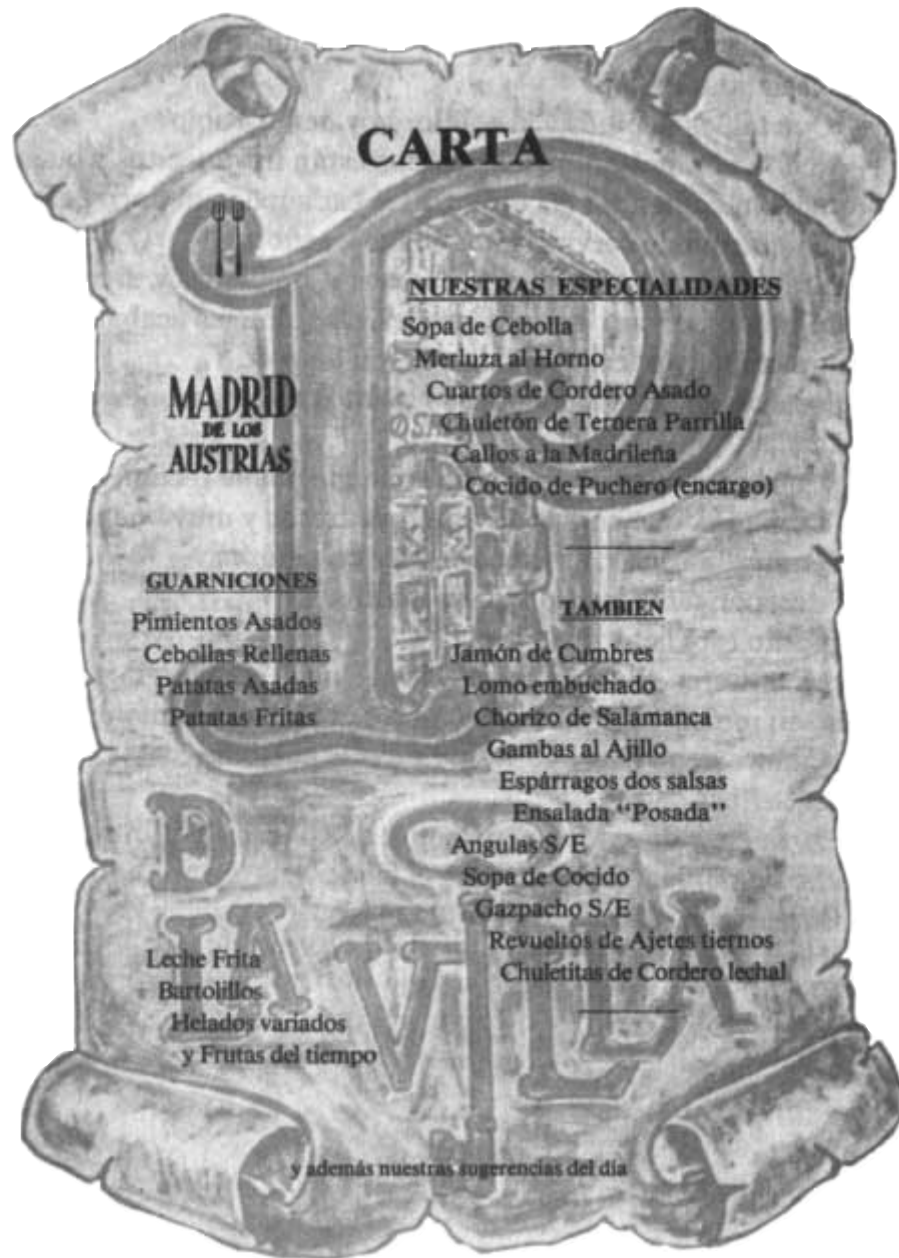 CARTA
MADRID
DE LOS
AUSTRIAS
NUESTRAS ESPECIALIDADES
Sopa de Cebolla
Merluza al Horno
Cuartos de Cordero Asado
Chuletón de Ternera Parrilla
Callos a la Madrileña
Cocido de Puchero (encargo)
GUARNICIONES
Pimientos Asados
Cebollas Rellenas
Patatas Asadas
Patatas Fritas
TAMBIEN
Jamón de Cumbres
Lomo embuchado
Chorizo de Salamanca
Gambas al Ajillo
Espárragos dos salsas
Ensalada “Posada”
Angulas S/E
Sopa de Cocido
Gazpacho S/E
Revueltos de Ajetes tiernos
Chuletitas de Cordero lechal
Leche Frita
Bartolillos
Helados variados
y Frutas del tiempo
D
LA VILLA
y además nuestras sugerencias del día